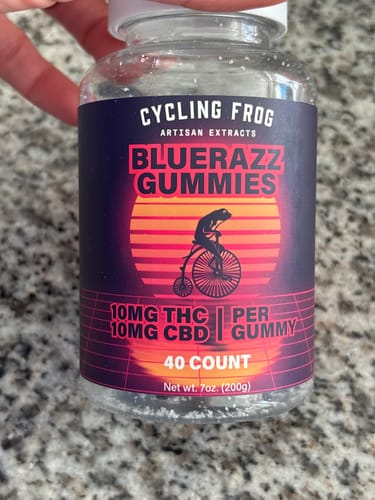 CYCLING FROG
ARTISAN EXTRACTS
BLUERAZZ
GUMMIES
10MG THC | PER
10MG CBD | GUMMY
40 COUNT
Net wt. 7oz. (200g)